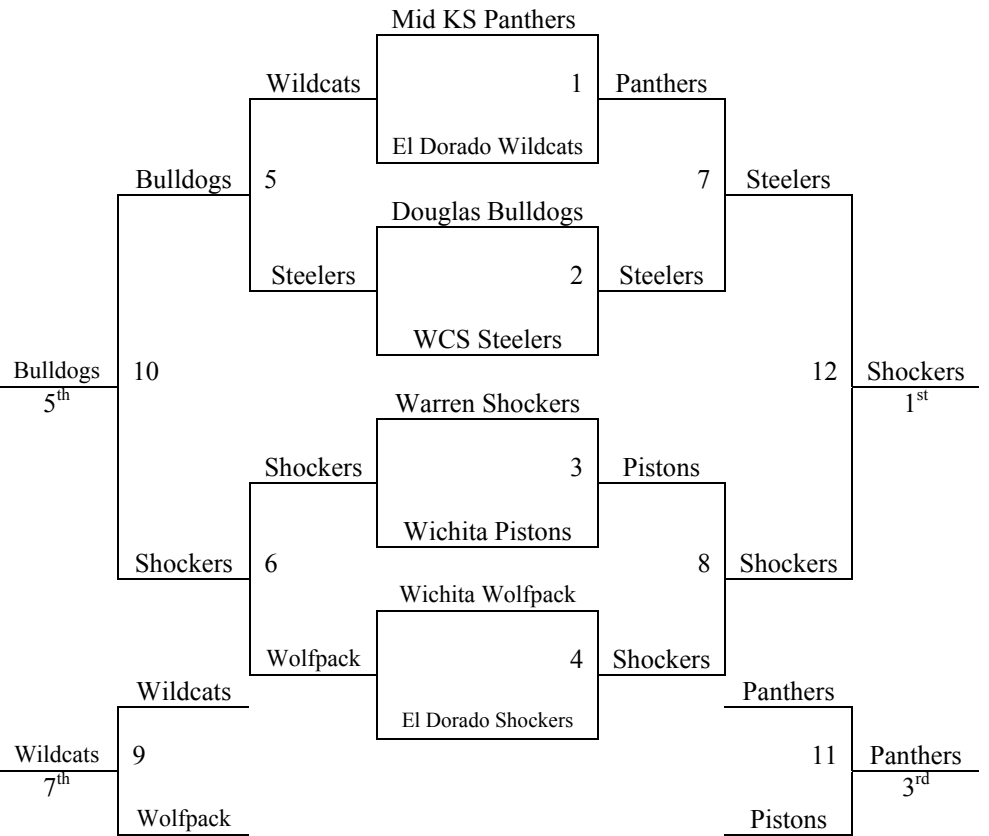 Mid KS Panthers
Wildcats 1 Panthers
El Dorado Wildcats
Bulldogs 5 7 Steelers
Douglas Bulldogs
Steelers 2 Steelers
WCS Steelers
Bulldogs 10 12 Shockers
5th 1st
Warren Shockers
Shockers 3 Pistons
Wichita Pistons
Shockers 6 8 Shockers
Wichita Wolfpack
Wolfpack 4 Shockers
Wildcats Panthers
El Dorado Shockers
Wildcats 9 11 Panthers
7th 3rd
Wolfpack Pistons